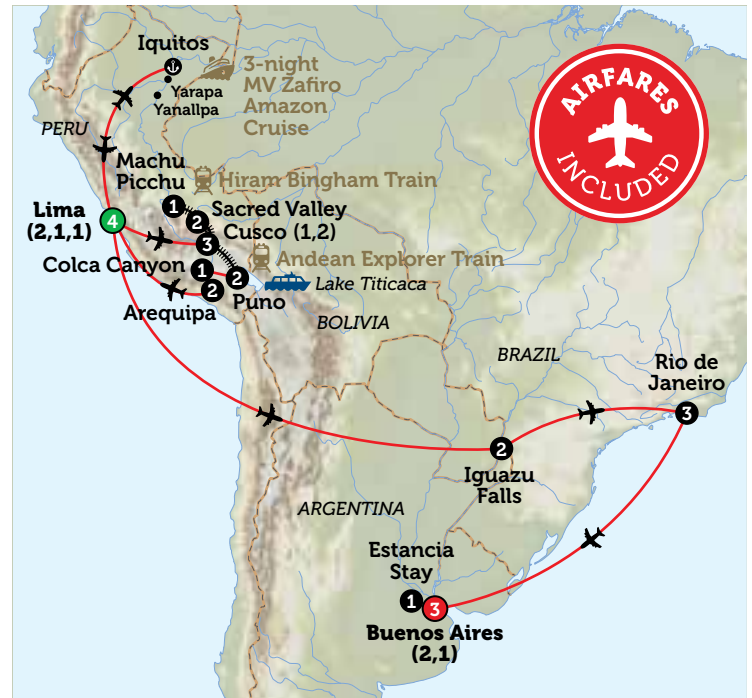 Iquitos
3-night
MV Zafiro
Amazon
Cruise
Yarapa
Yanallpa
AIRFARES
INCLUDED
PERU
Machu
Picchu
Hiram Bingham Train
1
Lima
(2,1,1)
4
2
Sacred Valley
Cusco (1,2)
3
Colca Canyon
1
Andean Explorer Train
2
Puno
Lake Titicaca
Arequipa
2
BOLIVIA
BRAZIL
Rio de
Janeiro
3
2
Iguazu
Falls
ARGENTINA
Estancia
Stay
1
3
Buenos Aires
(2,1)